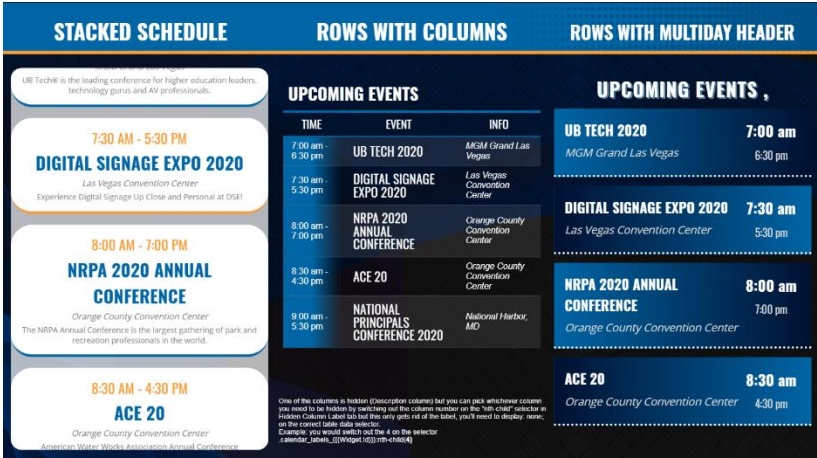 STACKED SCHEDULE
UB Tech® is the leading conference for higher education leaders,
technology gurus and AV professionals.
7:30 AM - 5:30 PM
DIGITAL SIGNAGE EXPO 2020
Las Vegas Convention Center
Experience Digital Signage Up Close and Personal at DSE!
8:00 AM - 7:00 PM
NRPA 2020 ANNUAL
CONFERENCE
Orange County Convention Center
The NRPA Annual Conference is the largest gathering of park and
recreation professionals in the world.
8:30 AM - 4:30 PM
ACE 20
Orange County Convention Center
American Water Works Association Annual Conference
ROWS WITH COLUMNS
UPCOMING EVENTS
TIME EVENT INFO
7:00 am -
6:30 pm
UB TECH 2020
MGM Grand Las
Vegas
7:30 am -
5:30 pm
DIGITAL SIGNAGE
EXPO 2020
Las Vegas
Convention
Center
8:00 am -
7:00 pm
NRPA 2020
ANNUAL
CONFERENCE
Orange County
Convention
Center
8:30 am -
4:30 pm
ACE 20
Orange County
Convention
Center
9:00 am -
5:30 pm
NATIONAL
PRINCIPALS
CONFERENCE 2020
National Harbor,
MD
One of the columns is hidden (Description column) but you can pick whichever column
you need to be hidden by switching out the column number on the "nth-child" selector in
Hidden Column Label tab but this only gets rid of the label, you'll need to display: none;
on the correct table data selector.
Example: you would switch out the 4 on the selector
.calendar_labels_{{{Widget.Id}}}:nth-child(4)
ROWS WITH MULTIDAY HEADER
UPCOMING EVENTS ,
UB TECH 2020 7:00 am
MGM Grand Las Vegas 6:30 pm
DIGITAL SIGNAGE EXPO 2020 7:30 am
Las Vegas Convention Center 5:30 pm
NRPA 2020 ANNUAL 8:00 am
CONFERENCE 7:00 pm
Orange County Convention Center
ACE 20 8:30 am
Orange County Convention Center 4:30 pm